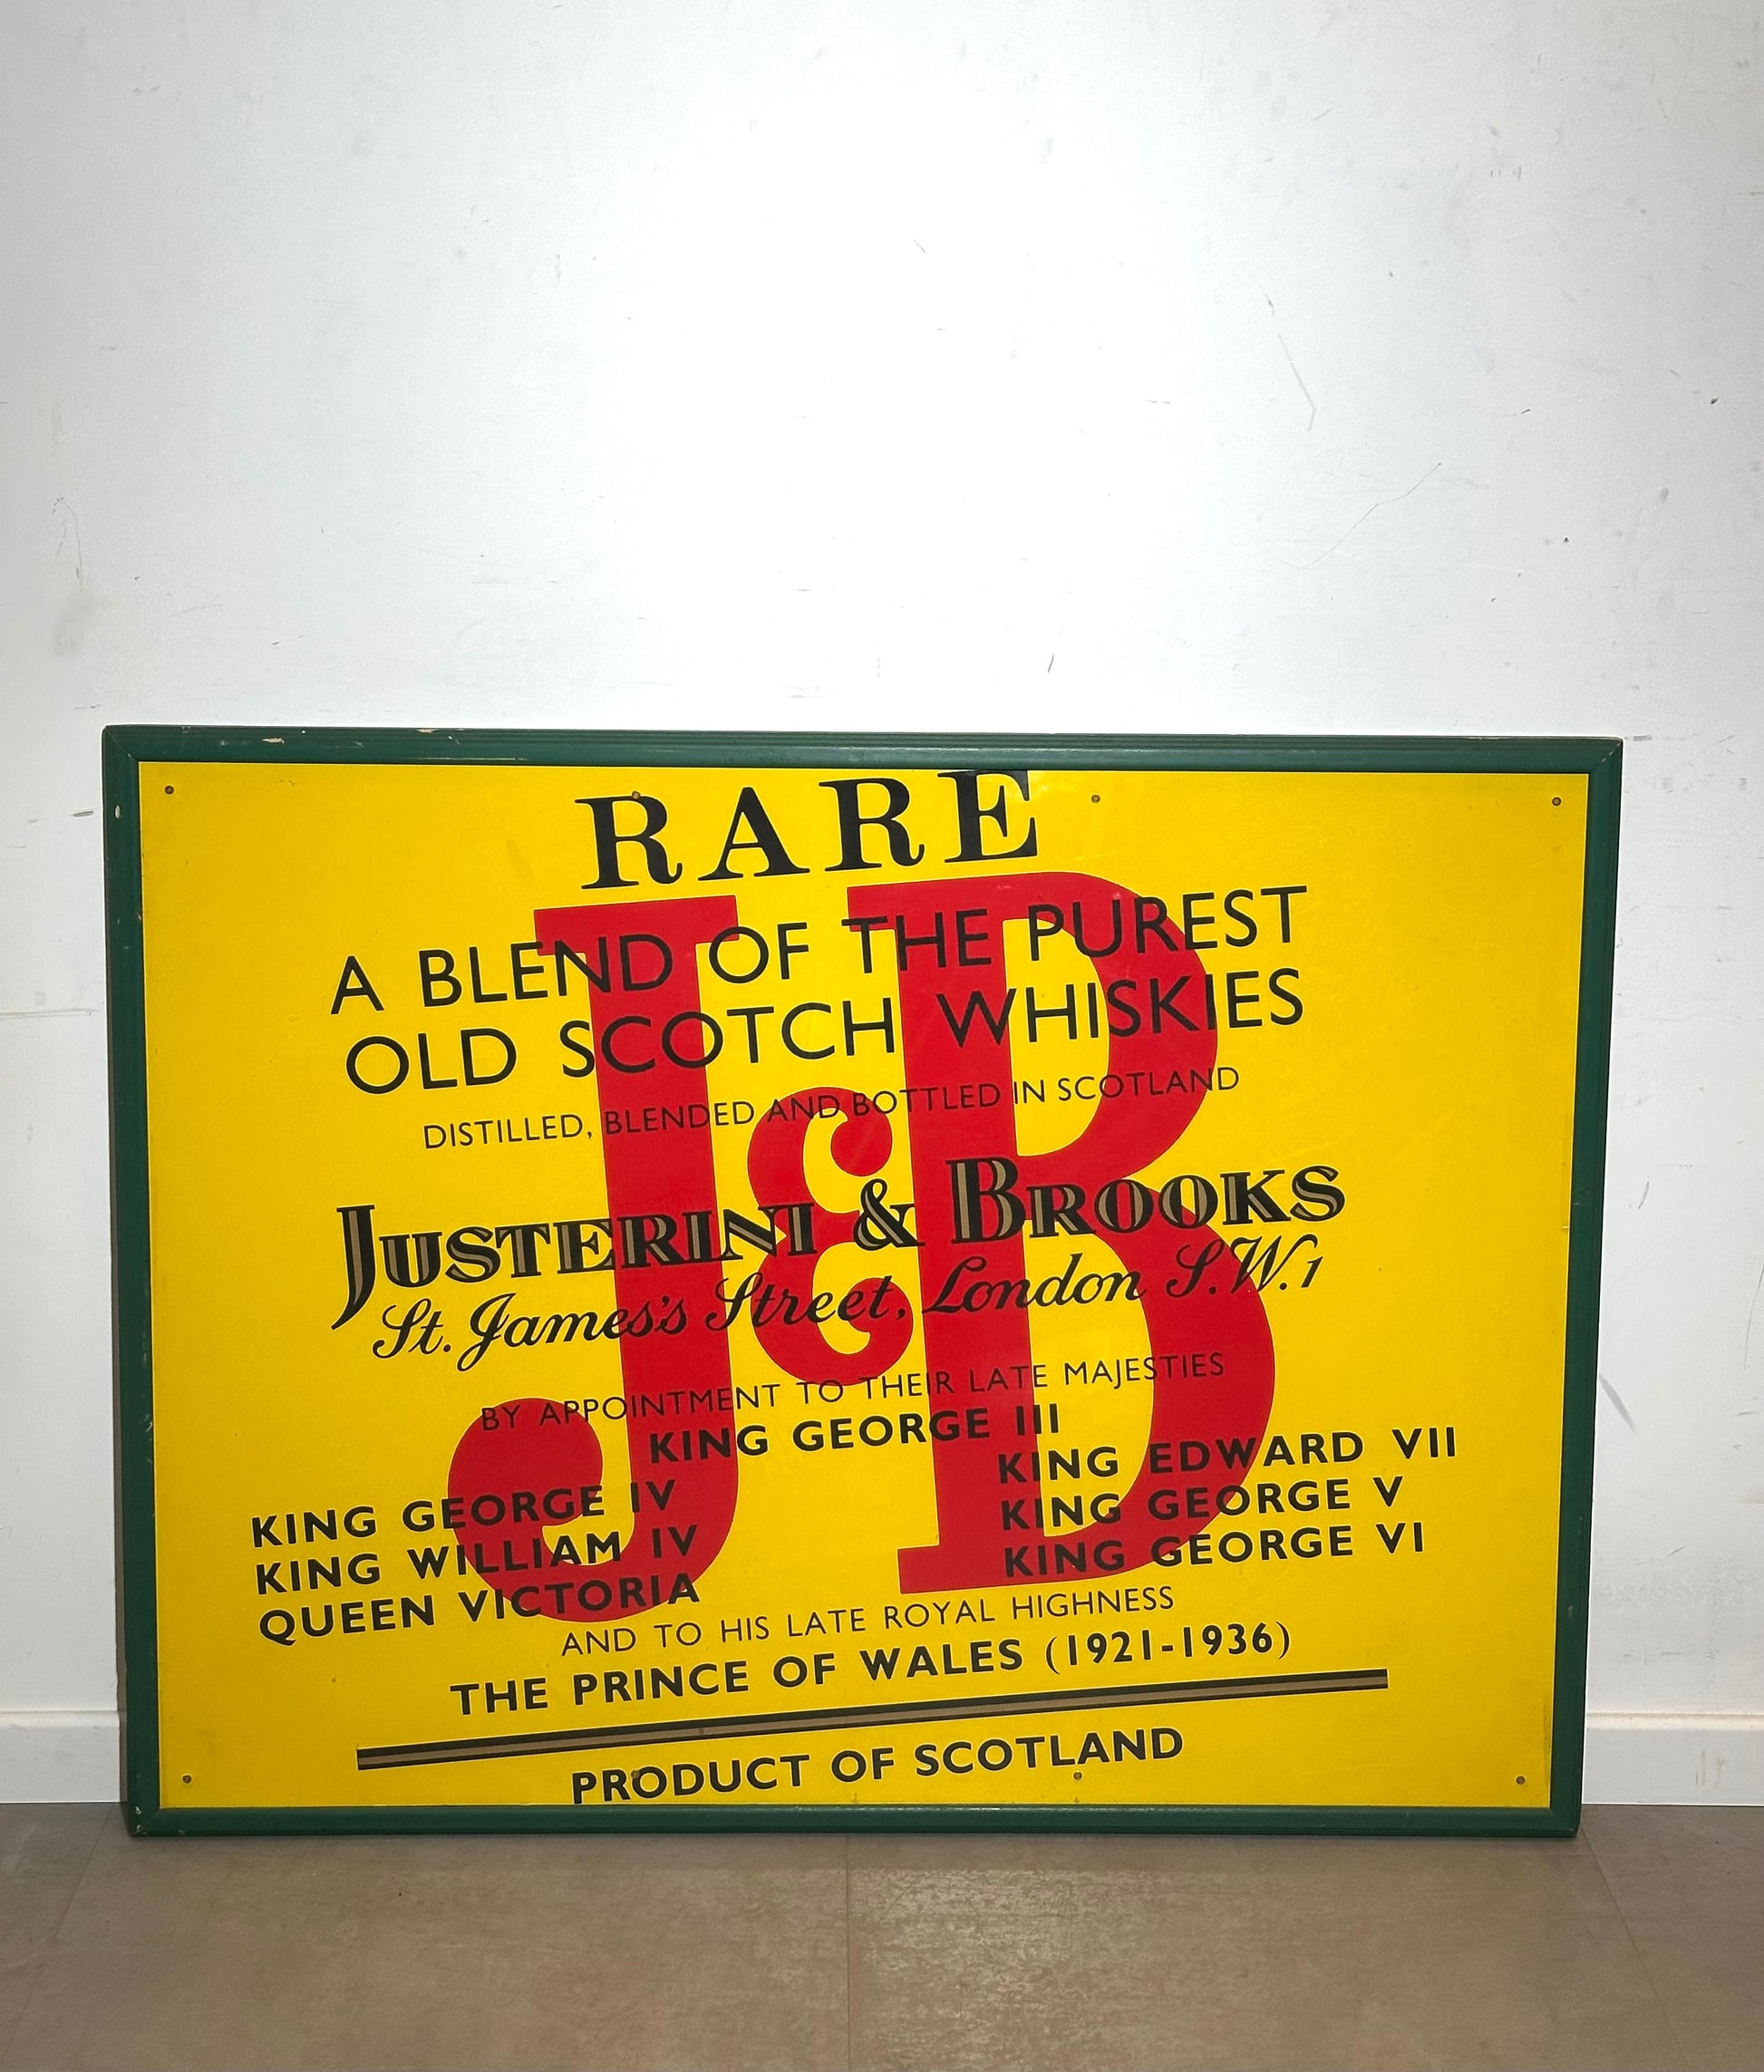 RARE
J&B
A BLEND OF THE PUREST
OLD SCOTCH WHISKIES
DISTILLED, BLENDED AND BOTTLED IN SCOTLAND
JUSTERINI & BROOKS
St. James's Street, London S.W.1
BY APPOINTMENT TO THEIR LATE MAJESTIES
KING GEORGE III
KING GEORGE IV
KING WILLIAM IV
QUEEN VICTORIA
KING EDWARD VII
KING GEORGE V
KING GEORGE VI
AND TO HIS LATE ROYAL HIGHNESS
THE PRINCE OF WALES (1921-1936)
PRODUCT OF SCOTLAND